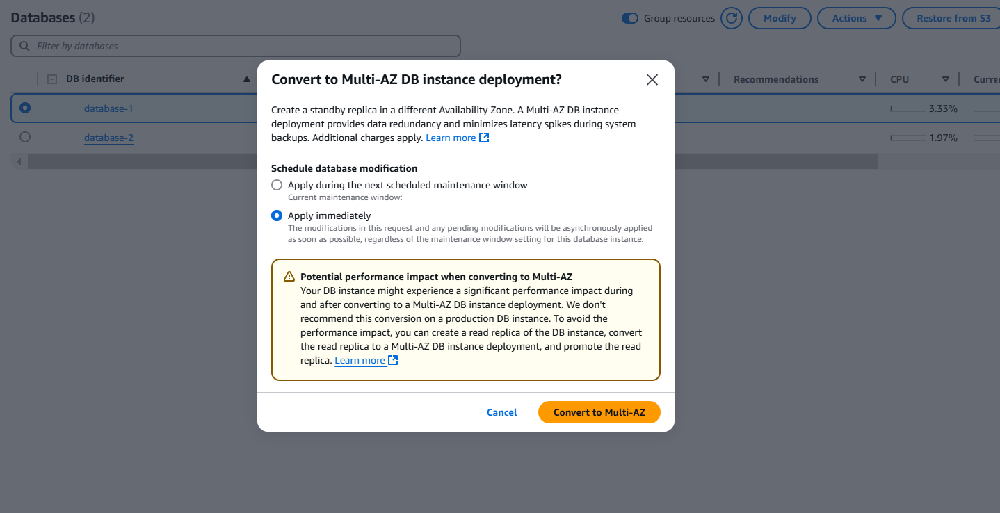 Databases (2)
Group resources
Modify
Actions
Restore from S3
Filter by databases
DB identifier
Recommendations
CPU
database-1
3.33%
database-2
1.97%
Convert to Multi-AZ DB instance deployment?
Create a standby replica in a different Availability Zone. A Multi-AZ DB instance
deployment provides data redundancy and minimizes latency spikes during system
backups. Additional charges apply. Learn more
Schedule database modification
Apply during the next scheduled maintenance window
Current maintenance window:
Apply immediately
The modifications in this request and any pending modifications will be asynchronously applied
as soon as possible, regardless of the maintenance window setting for this database instance.
Potential performance impact when converting to Multi-AZ
Your DB instance might experience a significant performance impact during
and after converting to a Multi-AZ DB instance deployment. We don't
recommend this conversion on a production DB instance. To avoid the
performance impact, you can create a read replica of the DB instance, convert
the read replica to a Multi-AZ DB instance deployment, and promote the read
replica. Learn more
Cancel
Convert to Multi-AZ